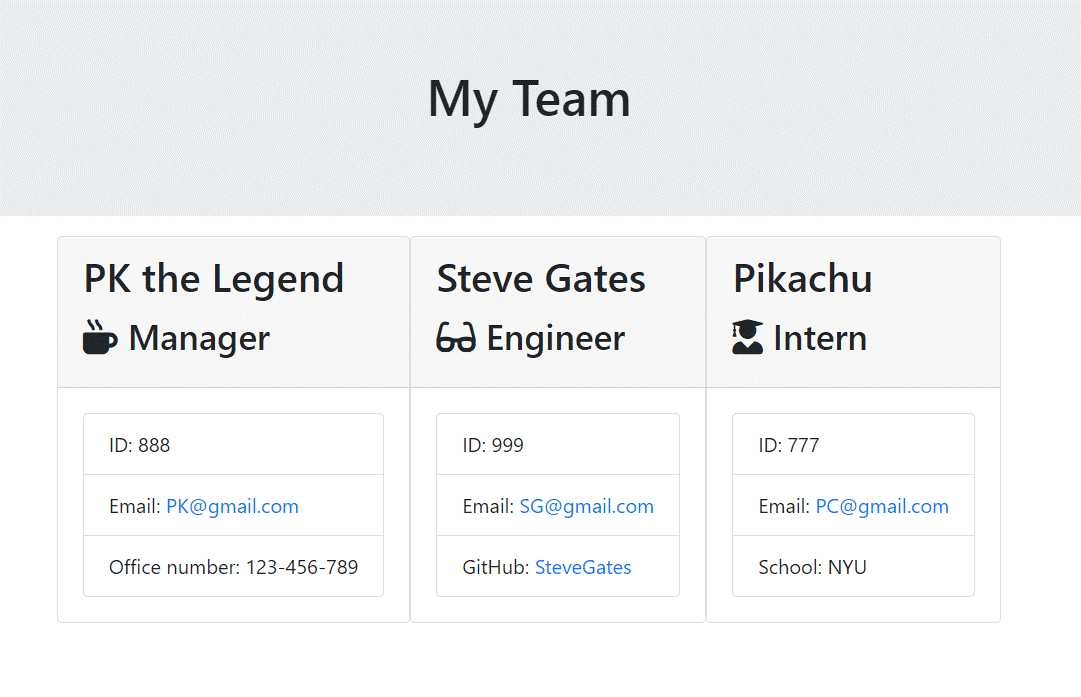 My Team
PK the Legend
Manager
ID: 888
Email: PK@gmail.com
Office number: 123-456-789
Steve Gates
Engineer
ID: 999
Email: SG@gmail.com
GitHub: SteveGates
Pikachu
Intern
ID: 777
Email: PC@gmail.com
School: NYU